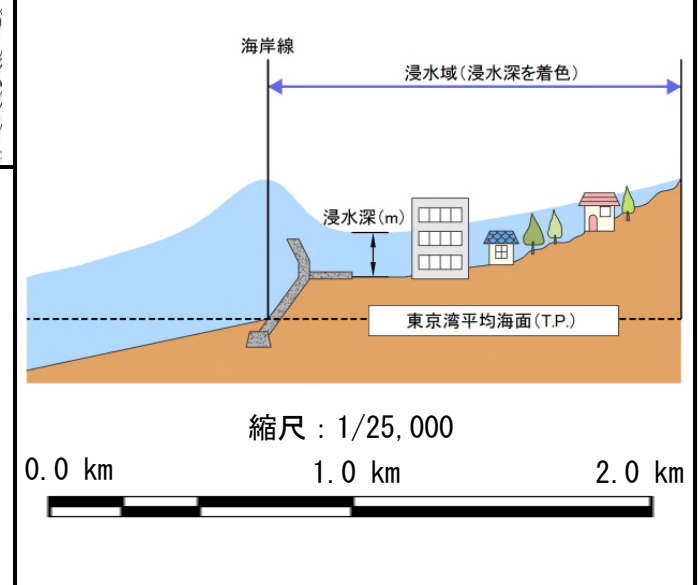 海岸線
浸水域(浸水深を着色)
浸水深(m)
東京湾平均海面(T.P.)
縮尺：1/25,000
0.0 km 1.0 km 2.0 km